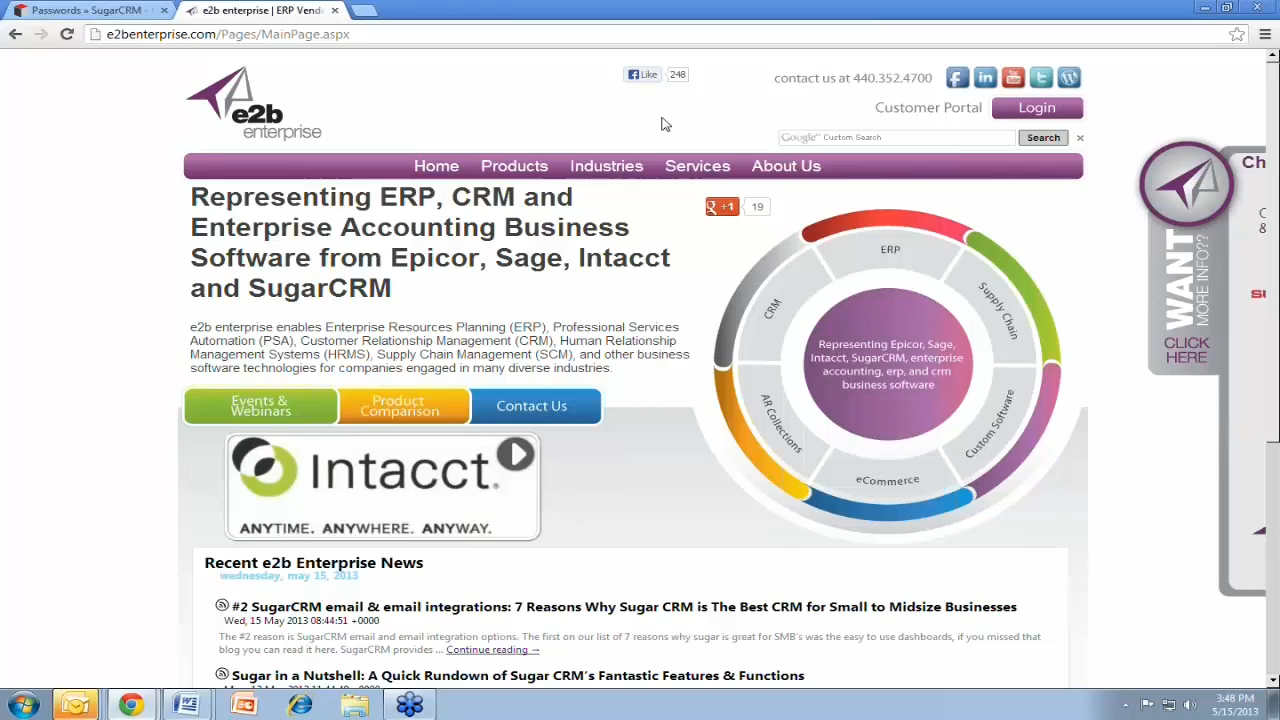 Passwords » SugarCRM -
e2b enterprise | ERP Vend
e2benterprise.com/Pages/MainPage.aspx
e2b
enterprise
Like 248
contact us at 440.352.4700
Customer Portal Login
Google™ Custom Search Search ×
Home Products Industries Services About Us
Representing ERP, CRM and
Enterprise Accounting Business
Software from Epicor, Sage, Intacct
and SugarCRM
+1 19
e2b enterprise enables Enterprise Resources Planning (ERP), Professional Services
Automation (PSA), Customer Relationship Management (CRM), Human Relationship
Management Systems (HRMS), Supply Chain Management (SCM), and other business
software technologies for companies engaged in many diverse industries.
Events &
Webinars
Product
Comparison
Contact Us
ERP
Supply Chain
Custom Software
eCommerce
AR Collections
CRM
Representing Epicor, Sage,
Intacct, SugarCRM, enterprise
accounting, erp, and crm
business software
WANT
MORE INFO??
CLICK
HERE
Ch
Intacct.
ANYTIME. ANYWHERE. ANYWAY.
Recent e2b Enterprise News
wednesday, may 15, 2013
#2 SugarCRM email & email integrations: 7 Reasons Why Sugar CRM is The Best CRM for Small to Midsize Businesses
Wed, 15 May 2013 08:44:51 +0000
The #2 reason is SugarCRM email and email integration options. The first on our list of 7 reasons why sugar is great for SMB's was the easy to use dashboards, if you missed that
blog you can read it here. SugarCRM provides ... Continue reading →
Sugar in a Nutshell: A Quick Rundown of Sugar CRM's Fantastic Features & Functions
3:48 PM
5/15/2013